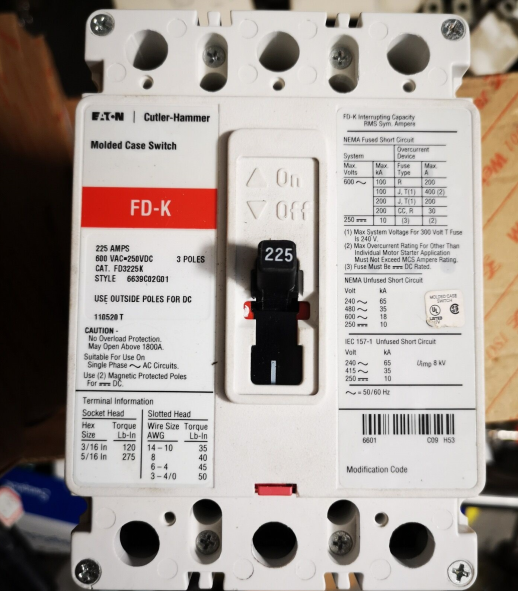 EATON | Cutler-Hammer
Molded Case Switch
FD-K
225 AMPS
600 VAC•250VDC 3 POLES
CAT. FD3225K
STYLE 6639C02G01
USE OUTSIDE POLES FOR DC
110520 T
CAUTION -
No Overload Protection.
May Open Above 1800A.
Suitable For Use On
Single Phase ～ AC Circuits.
Use (2) Magnetic Protected Poles
For ⎓ DC.
Terminal Information
Socket Head Slotted Head
Hex Torque Wire Size Torque
Size Lb-In AWG Lb-In
3/16 In 120 14-10 35
5/16 In 275 8 40
6-4 45
3-4/0 50
△ On
▽ Off
225
FD-K Interrupting Capacity
RMS Sym. Ampere
NEMA Fused Short Circuit
Overcurrent
System Device
Max. Max. Fuse Max.
Volts kA Type A
600 ～ 100 R 200
100 J, T(1) 400 (2)
200 J, T(1) 200
200 CC, R 30
250 ⎓ 10 (3) (2)
(1) Max System Voltage For 300 Volt T Fuse
Is 240 V.
(2) Max Overcurrent Rating For Other Than
Individual Motor Starter Application
Must Not Exceed MCS Ampere Rating.
(3) Fuse Must Be ⎓ DC Rated.
NEMA Unfused Short Circuit
Volt kA
240 ～ 65
480 ～ 35
600 ～ 18
250 ⎓ 10
MOLDED CASE
SWITCH
UL
LISTED
IEC 157-1 Unfused Short Circuit
Volt kA
240 ～ 65 Uimp 8 kV
415 ～ 35
250 ⎓ 10
～ = 50/60 Hz
6601 C09 H53
Modification Code